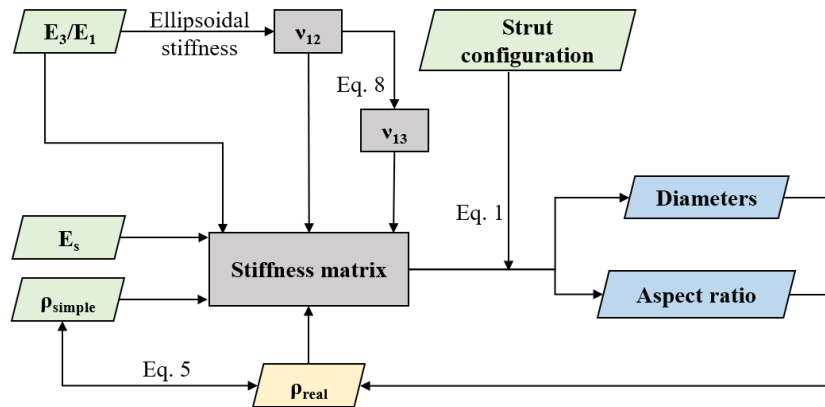 E₃/E₁
Ellipsoidal
stiffness
ν₁₂
Strut
configuration
Eq. 8
ν₁₃
Eq. 1
Diameters
Eₛ
Stiffness matrix
Aspect ratio
ρsimple
Eq. 5
ρreal